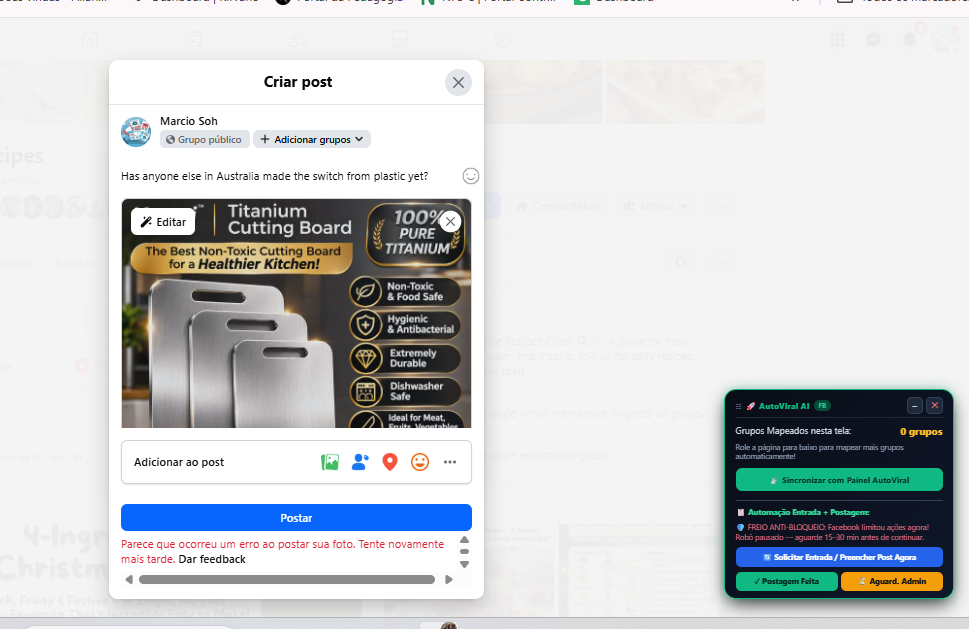 Dashboard
Criar post
Marcio Soh
Grupo público
+ Adicionar grupos
Has anyone else in Australia made the switch from plastic yet?
Editar
Titanium
Cutting Board
100%
PURE
TITANIUM
The Best Non-Toxic Cutting Board
for a Healthier Kitchen!
Non-Toxic
& Food Safe
Hygienic
& Antibacterial
Extremely
Durable
Dishwasher
Safe
Ideal for Meat,
Fruits, Vegetables
Adicionar ao post
Postar
Parece que ocorreu um erro ao postar sua foto. Tente novamente
mais tarde. Dar feedback
Compartilhar
AutoViral AI FB
Grupos Mapeados nesta tela: 0 grupos
Role a página para baixo para mapear mais grupos
automaticamente!
Sincronizar com Painel AutoViral
Automação Entrada + Postagem:
FREIO ANTI-BLOQUEIO: Facebook limitou ações agora!
Robô pausado — aguarde 15-30 min antes de continuar.
Solicitar Entrada / Preencher Post Agora
✓ Postagem Feita
Aguard. Admin